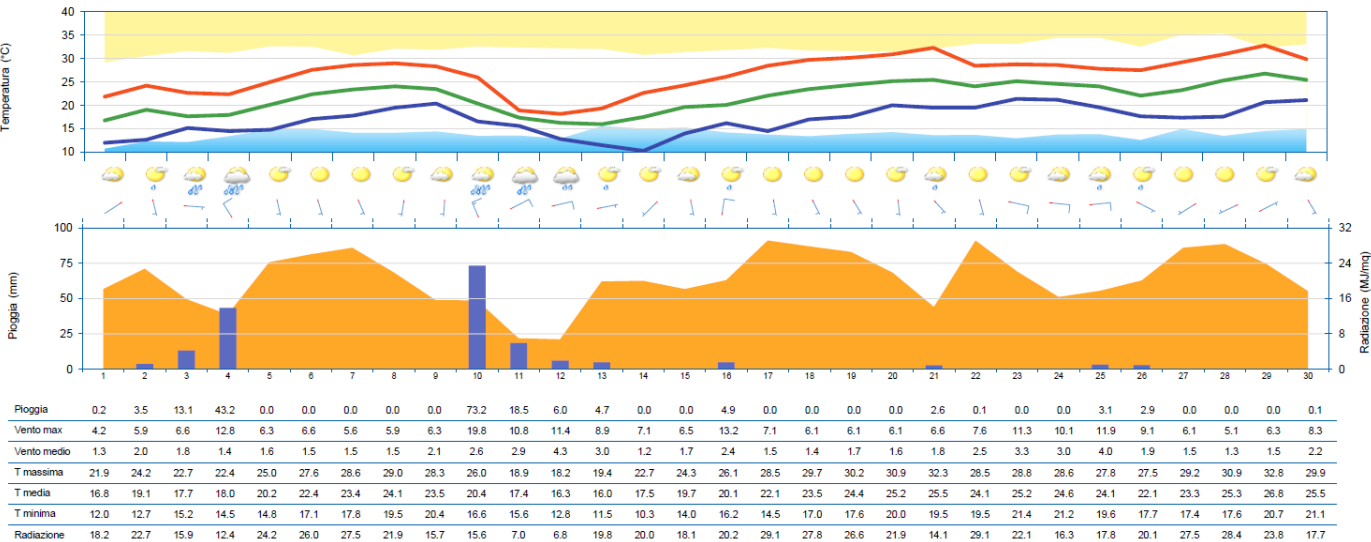 Temperatura (°C)
40
35
30
25
20
15
10
Pioggia (mm)
100
75
50
25
0
Radiazione (MJ/mq)
32
24
16
8
0
1 2 3 4 5 6 7 8 9 10 11 12 13 14 15 16 17 18 19 20 21 22 23 24 25 26 27 28 29 30
Pioggia 0.2 3.5 13.1 43.2 0.0 0.0 0.0 0.0 0.0 73.2 18.5 6.0 4.7 0.0 0.0 4.9 0.0 0.0 0.0 0.0 2.6 0.1 0.0 0.0 3.1 2.9 0.0 0.0 0.0 0.1
Vento max 4.2 5.9 6.6 12.8 6.3 6.6 5.6 5.9 6.3 19.8 10.8 11.4 8.9 7.1 6.5 13.2 7.1 6.1 6.1 6.1 6.6 7.6 11.3 10.1 11.9 9.1 6.1 5.1 6.3 8.3
Vento medio 1.3 2.0 1.8 1.4 1.6 1.5 1.5 1.5 2.1 2.6 2.9 4.3 3.0 1.2 1.7 2.4 1.5 1.4 1.7 1.6 1.8 2.5 3.3 3.0 4.0 1.9 1.5 1.3 1.5 2.2
T massima 21.9 24.2 22.7 22.4 25.0 27.6 28.6 29.0 28.3 26.0 18.9 18.2 19.4 22.7 24.3 26.1 28.5 29.7 30.2 30.9 32.3 28.5 28.8 28.6 27.8 27.5 29.2 30.9 32.8 29.9
T media 16.8 19.1 17.7 18.0 20.2 22.4 23.4 24.1 23.5 20.4 17.4 16.3 16.0 17.5 19.7 20.1 22.1 23.5 24.4 25.2 25.5 24.1 25.2 24.6 24.1 22.1 23.3 25.3 26.8 25.5
T minima 12.0 12.7 15.2 14.5 14.8 17.1 17.8 19.5 20.4 16.6 15.6 12.8 11.5 10.3 14.0 16.2 14.5 17.0 17.6 20.0 19.5 19.5 21.4 21.2 19.6 17.7 17.4 17.6 20.7 21.1
Radiazione 18.2 22.7 15.9 12.4 24.2 26.0 27.5 21.9 15.7 15.6 7.0 6.8 19.8 20.0 18.1 20.2 29.1 27.8 26.6 21.9 14.1 29.1 22.1 16.3 17.8 20.1 27.5 28.4 23.8 17.7